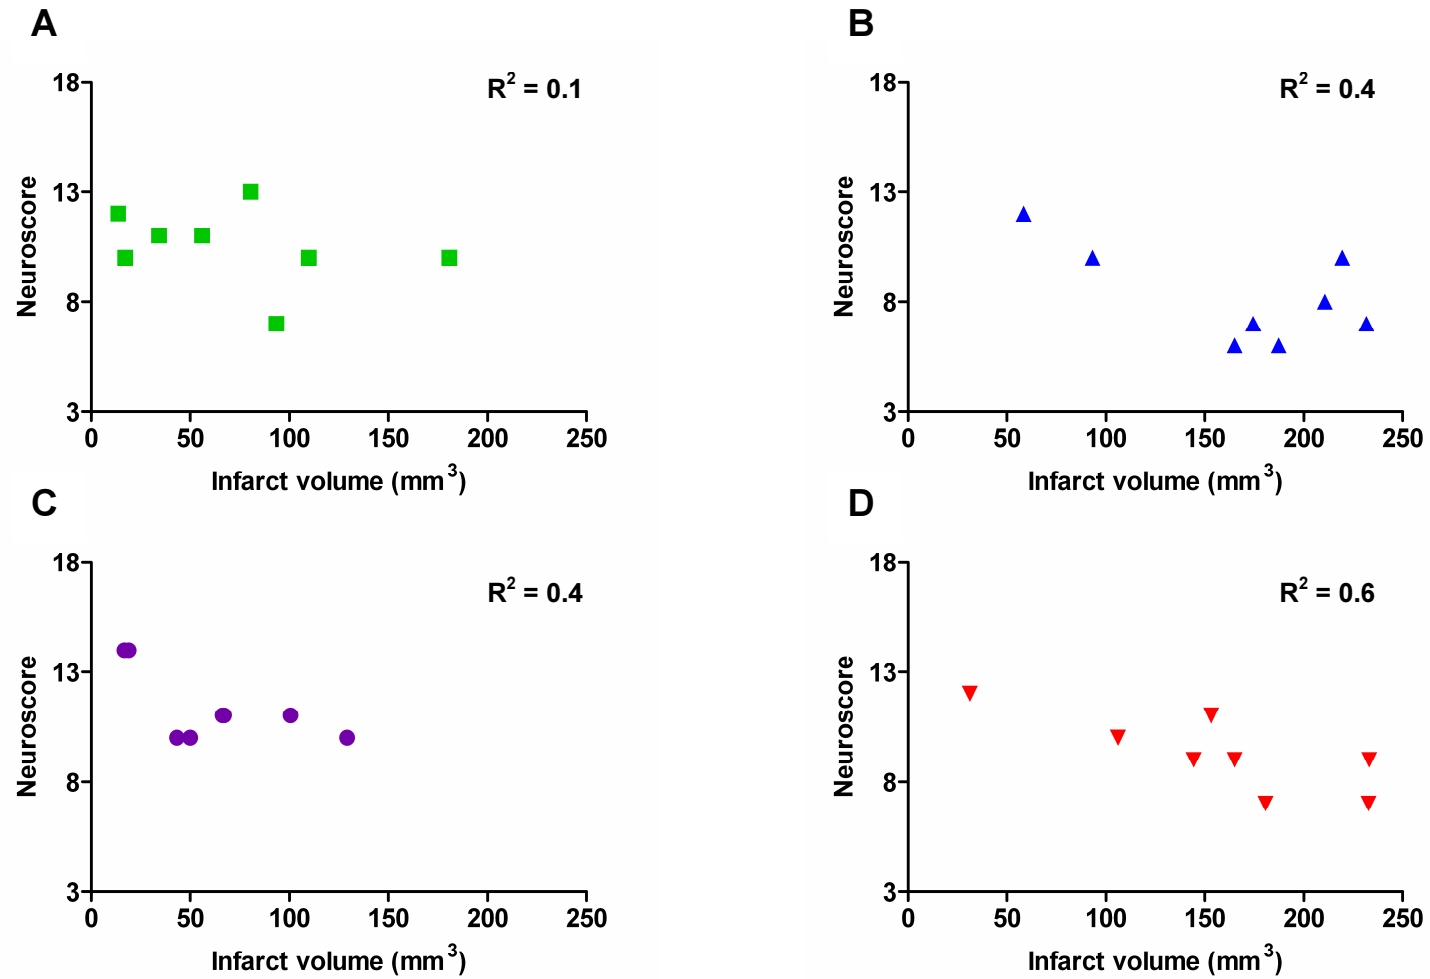 A
R² = 0.1
18
13
8
3
Neuroscore
0 50 100 150 200 250
Infarct volume (mm³)
B
R² = 0.4
18
13
8
3
Neuroscore
0 50 100 150 200 250
Infarct volume (mm³)
C
R² = 0.4
18
13
8
3
Neuroscore
0 50 100 150 200 250
Infarct volume (mm³)
D
R² = 0.6
18
13
8
3
Neuroscore
0 50 100 150 200 250
Infarct volume (mm³)